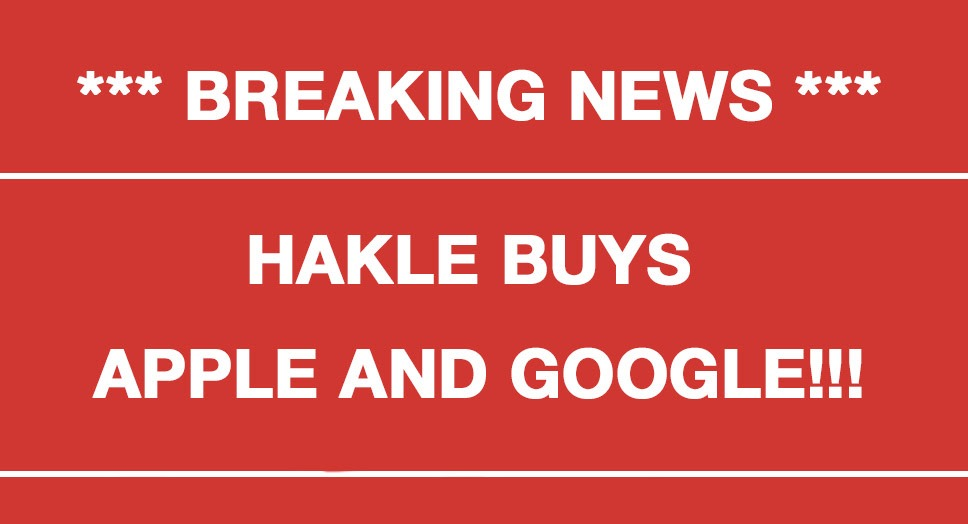 *** BREAKING NEWS ***
HAKLE BUYS
APPLE AND GOOGLE!!!